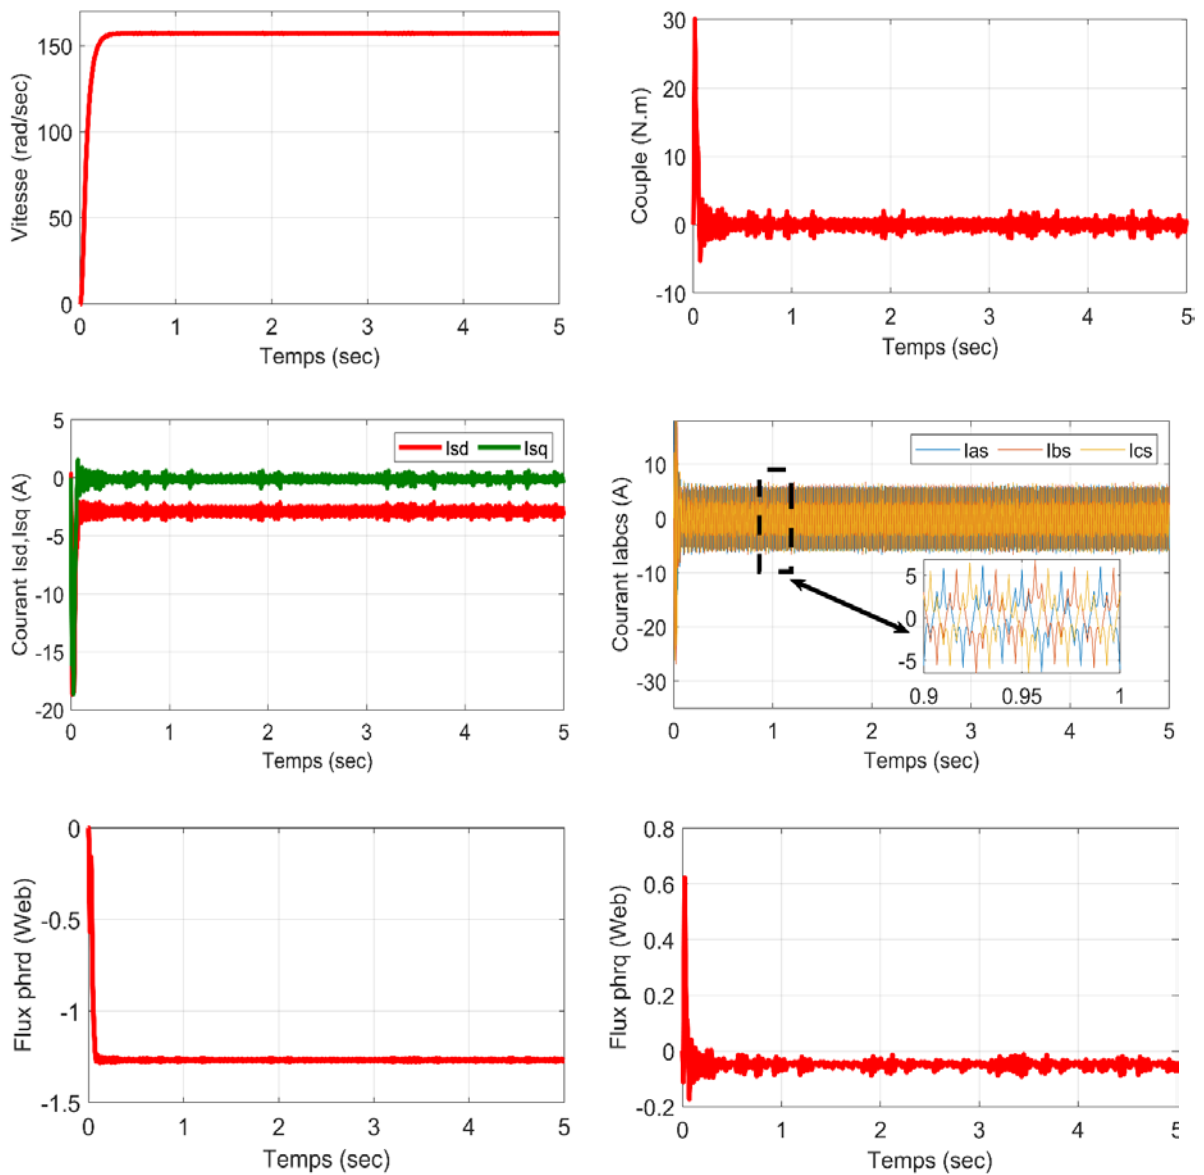 Vitesse (rad/sec)
150
100
50
0
0 1 2 3 4 5
Temps (sec)
Couple (N.m)
30
20
10
0
-10
0 1 2 3 4 5
Temps (sec)
Courant Isd,Isq (A)
5
0
-5
-10
-15
-20
Isd Isq
0 1 2 3 4 5
Temps (sec)
Courant Iabcs (A)
10
0
-10
-20
-30
Ias Ibs Ics
5
0
-5
0.9 0.95 1
0 1 2 3 4 5
Temps (sec)
Flux phrd (Web)
0
-0.5
-1
-1.5
0 1 2 3 4 5
Temps (sec)
Flux phrq (Web)
0.8
0.6
0.4
0.2
0
-0.2
0 1 2 3 4 5
Temps (sec)